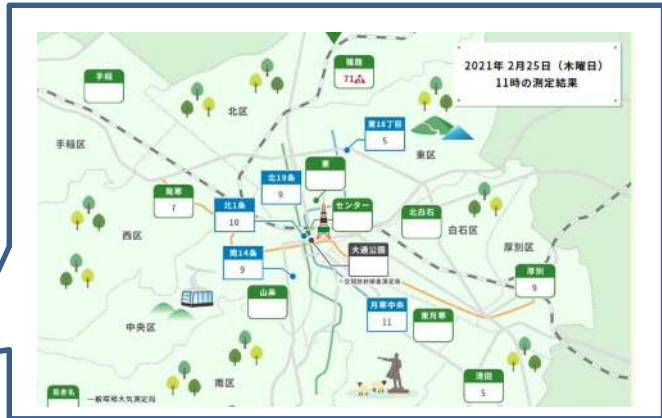 2021年 2月25日（木曜日）
11時の測定結果
手稲
篠路
71
北区
東18丁目
5
東区
手稲区
北19条
9
東
発寒
7
北1条
10
センター
北白石
白石区
厚別区
西区
大通公園
南14条
9
厚別
9
山鼻
月寒中央
11
東月寒
中央区
清田
5
南区
一般環境大気測定局